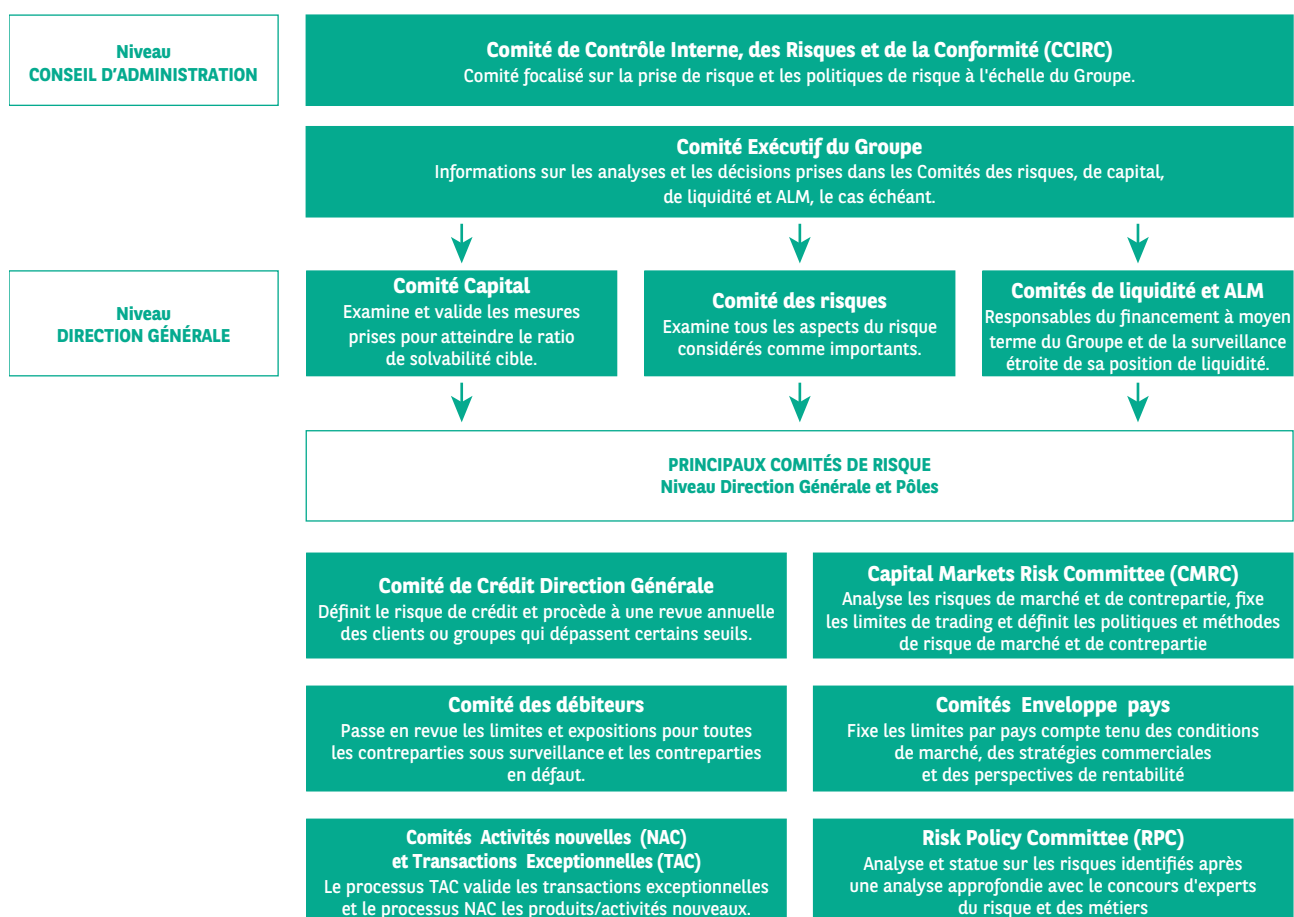 Niveau
CONSEIL D'ADMINISTRATION
Comité de Contrôle Interne, des Risques et de la Conformité (CCIRC)
Comité focalisé sur la prise de risque et les politiques de risque à l'échelle du Groupe.
Comité Exécutif du Groupe
Informations sur les analyses et les décisions prises dans les Comités des risques, de capital,
de liquidité et ALM, le cas échéant.
Niveau
DIRECTION GÉNÉRALE
Comité Capital
Examine et valide les mesures
prises pour atteindre le ratio
de solvabilité cible.
Comité des risques
Examine tous les aspects du risque
considérés comme importants.
Comités de liquidité et ALM
Responsables du financement à moyen
terme du Groupe et de la surveillance
étroite de sa position de liquidité.
PRINCIPAUX COMITÉS DE RISQUE
Niveau Direction Générale et Pôles
Comité de Crédit Direction Générale
Définit le risque de crédit et procède à une revue annuelle
des clients ou groupes qui dépassent certains seuils.
Capital Markets Risk Committee (CMRC)
Analyse les risques de marché et de contrepartie, fixe
les limites de trading et définit les politiques et méthodes
de risque de marché et de contrepartie
Comité des débiteurs
Passe en revue les limites et expositions pour toutes
les contreparties sous surveillance et les contreparties
en défaut.
Comités Enveloppe pays
Fixe les limites par pays compte tenu des conditions
de marché, des stratégies commerciales
et des perspectives de rentabilité
Comités Activités nouvelles (NAC)
et Transactions Exceptionnelles (TAC)
Le processus TAC valide les transactions exceptionnelles
et le processus NAC les produits/activités nouveaux.
Risk Policy Committee (RPC)
Analyse et statue sur les risques identifiés après
une analyse approfondie avec le concours d'experts
du risque et des métiers